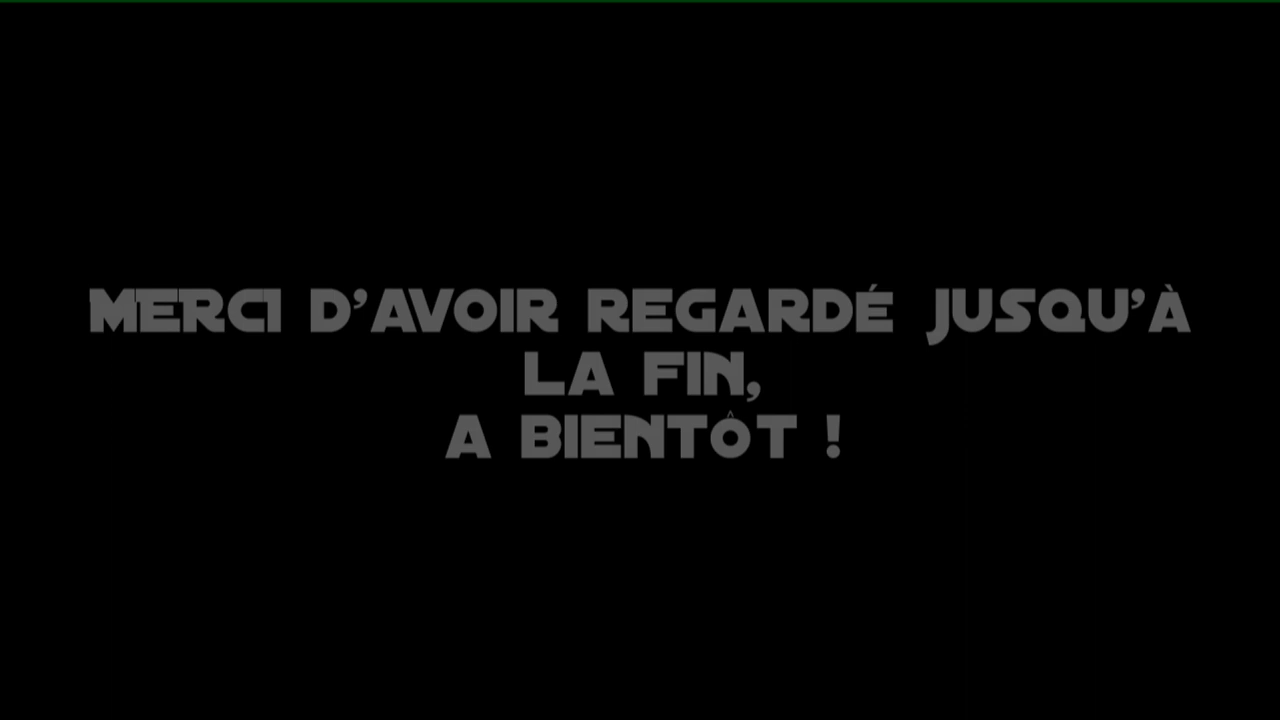 MERCI D'AVOIR REGARDÉ JUSQU'À
LA FIN,
A BIENTÔT !